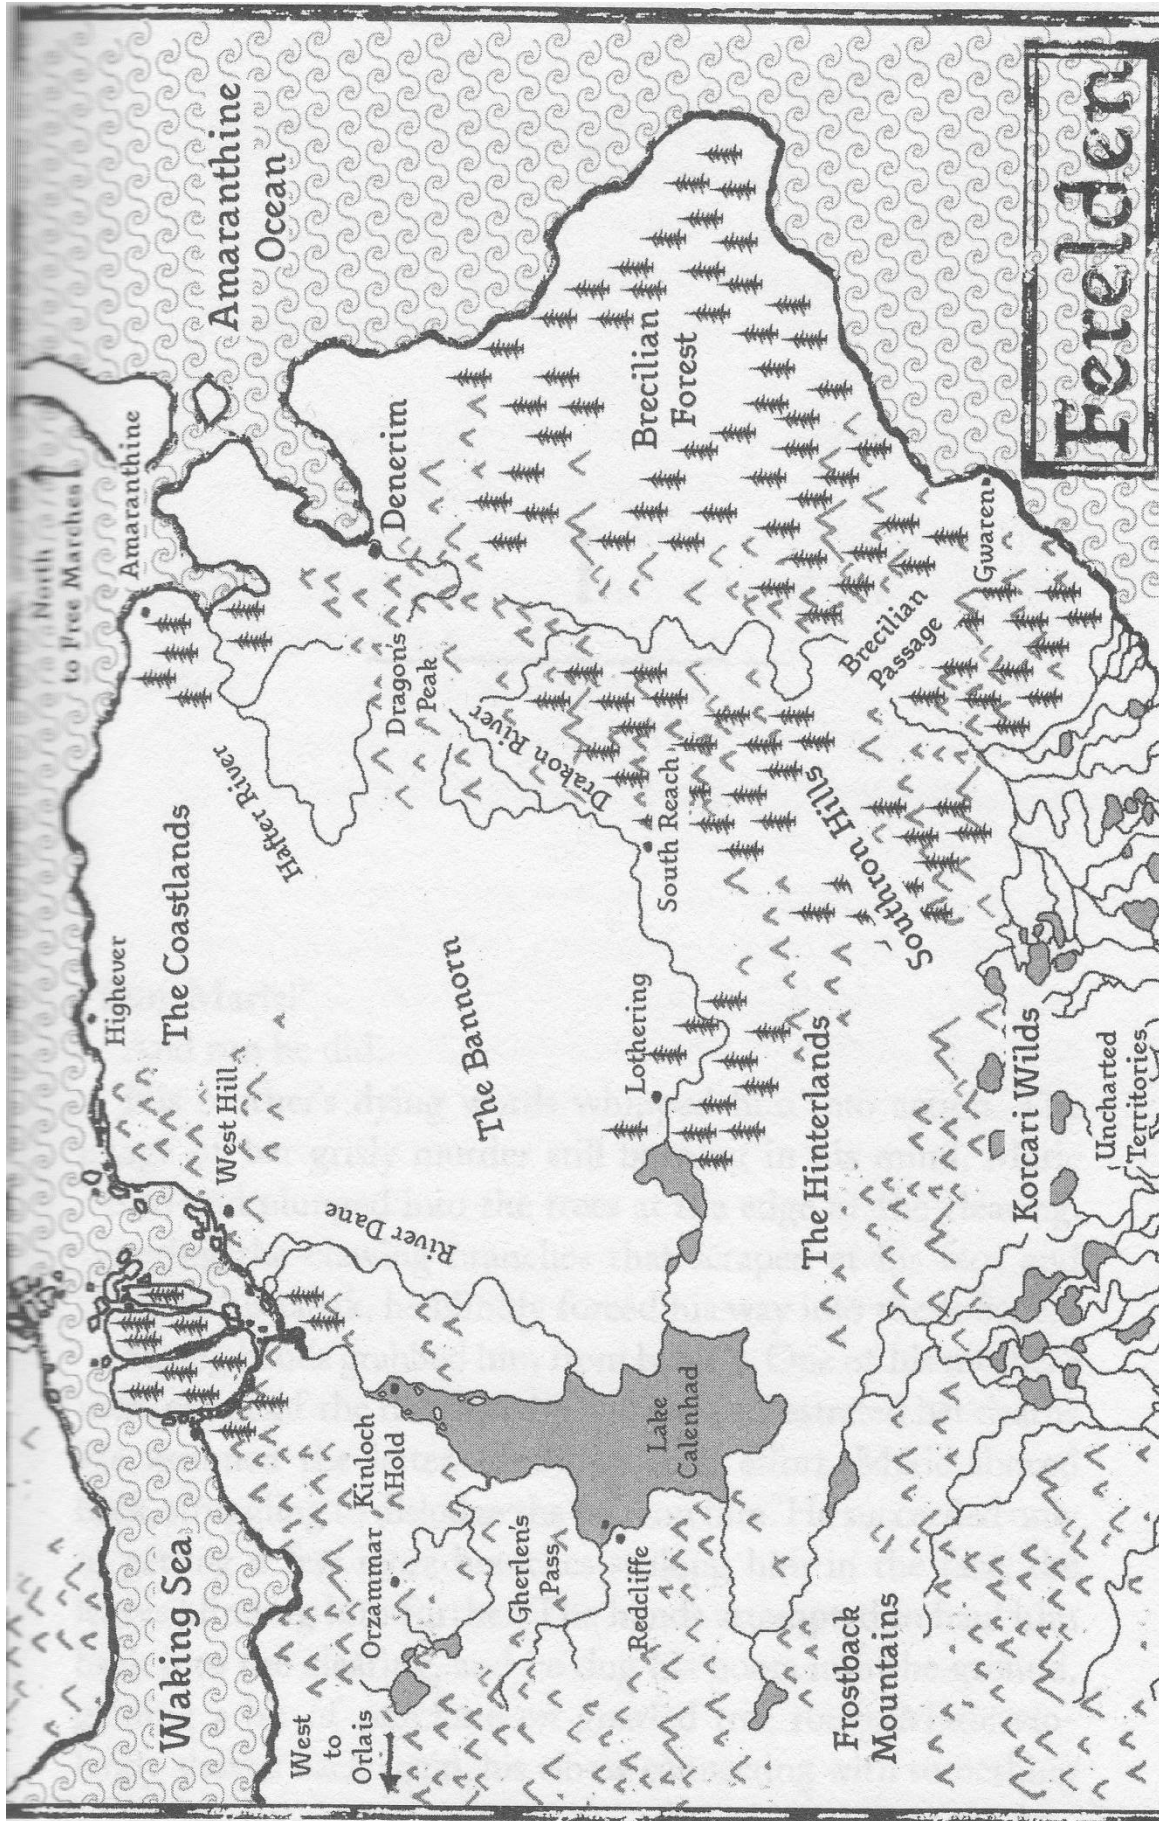 North
to Free Marches
Amaranthine
Highever
Waking Sea
The Coastlands
Amaranthine
Ocean
West Hill
Hafter River
West
to
Orlais
Orzammar
Kinloch
Hold
River Dane
Dragon's
Peak
Denerim
The Bannorn
Drakon River
Gherlen's
Pass
Redcliffe
Lake
Calenhad
Lothering
South Reach
Brecilian
Forest
The Hinterlands
Southron Hills
Brecilian
Passage
Frostback
Mountains
Gwaren
Korcari Wilds
Uncharted
Territories
Ferelden